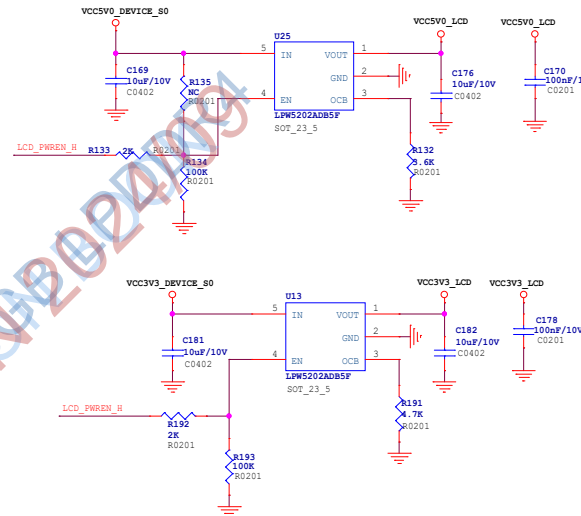 VCC5V0_DEVICE_S0
VCC5V0_LCD
VCC5V0_LCD
U25
5
IN
VOUT
1
C169
10uF/10V
C0402
R135
NC
R0201
GND
2
C176
10uF/10V
C0402
C170
100nF/1
C0201
4
EN
OCB
3
LPW5202ADB5F
SOT_23_5
LCD_PWREN_H
R133
2K
R0201
R134
100K
R0201
R132
3.6K
R0201
VCC3V3_DEVICE_S0
VCC3V3_LCD
VCC3V3_LCD
U13
5
IN
VOUT
1
C181
10uF/10V
C0402
GND
2
C182
10uF/10V
C0402
C178
100nF/10V
C0201
4
EN
OCB
3
LPW5202ADB5F
SOT_23_5
LCD_PWREN_H
R192
2K
R0201
R191
4.7K
R0201
R193
100K
R0201